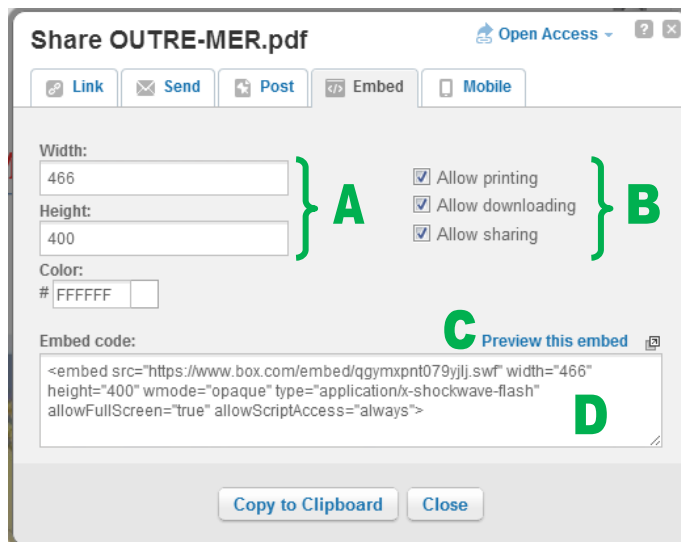 Share OUTRE-MER.pdf
Open Access
?
Link Send Post </> Embed Mobile
Width:
466
Height:
400
A
Allow printing
Allow downloading
Allow sharing
B
Color:
# FFFFFF
Embed code:
C Preview this embed
<embed src="https://www.box.com/embed/qgymxpnt079yjlj.swf" width="466"
height="400" wmode="opaque" type="application/x-shockwave-flash"
allowFullScreen="true" allowScriptAccess="always">
D
Copy to Clipboard Close